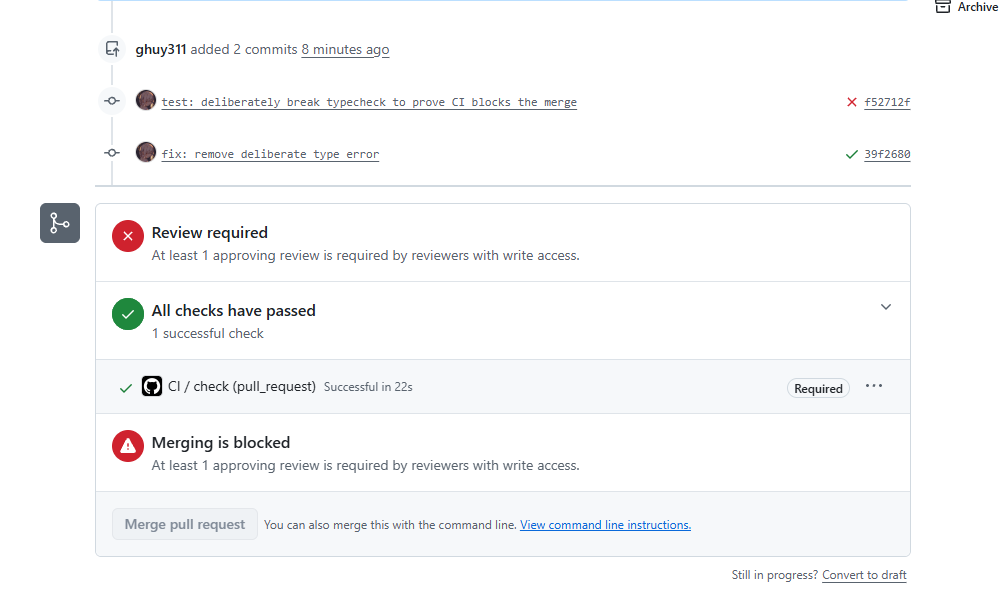 Archive
ghuy311 added 2 commits 8 minutes ago
test: deliberately break typecheck to prove CI blocks the merge f52712f
fix: remove deliberate type error 39f2680
Review required
At least 1 approving review is required by reviewers with write access.
All checks have passed
1 successful check
CI / check (pull_request) Successful in 22s Required
Merging is blocked
At least 1 approving review is required by reviewers with write access.
Merge pull request You can also merge this with the command line. View command line instructions.
Still in progress? Convert to draft